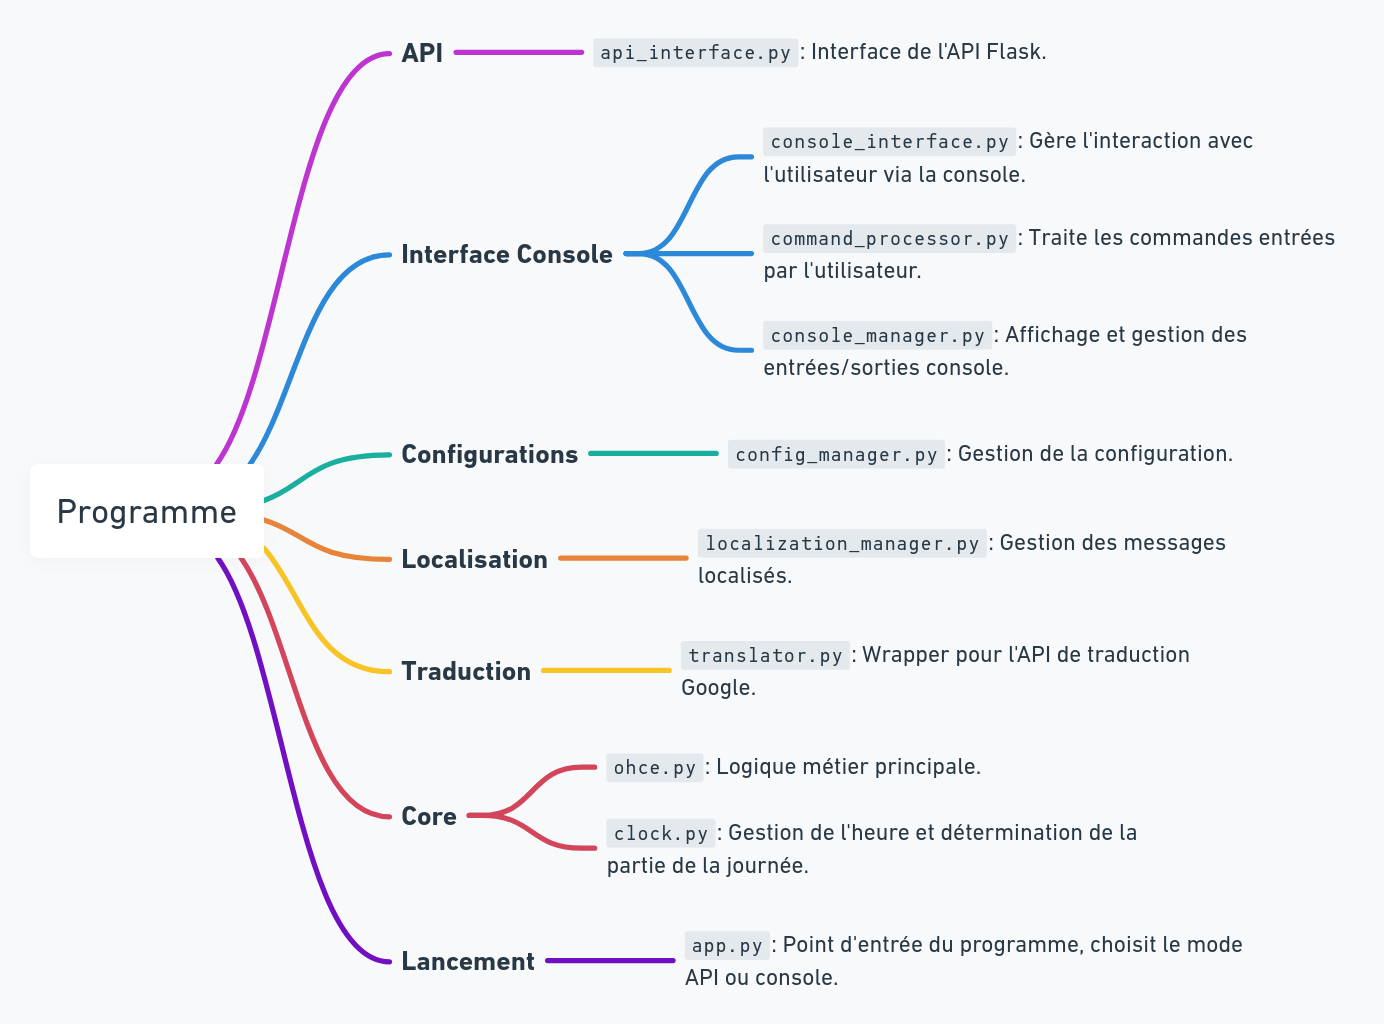 Programme
API
api_interface.py: Interface de l'API Flask.
Interface Console
console_interface.py: Gère l'interaction avec
l'utilisateur via la console.
command_processor.py: Traite les commandes entrées
par l'utilisateur.
console_manager.py: Affichage et gestion des
entrées/sorties console.
Configurations
config_manager.py: Gestion de la configuration.
Localisation
localization_manager.py: Gestion des messages
localisés.
Traduction
translator.py: Wrapper pour l'API de traduction
Google.
Core
ohce.py: Logique métier principale.
clock.py: Gestion de l'heure et détermination de la
partie de la journée.
Lancement
app.py: Point d'entrée du programme, choisit le mode
API ou console.